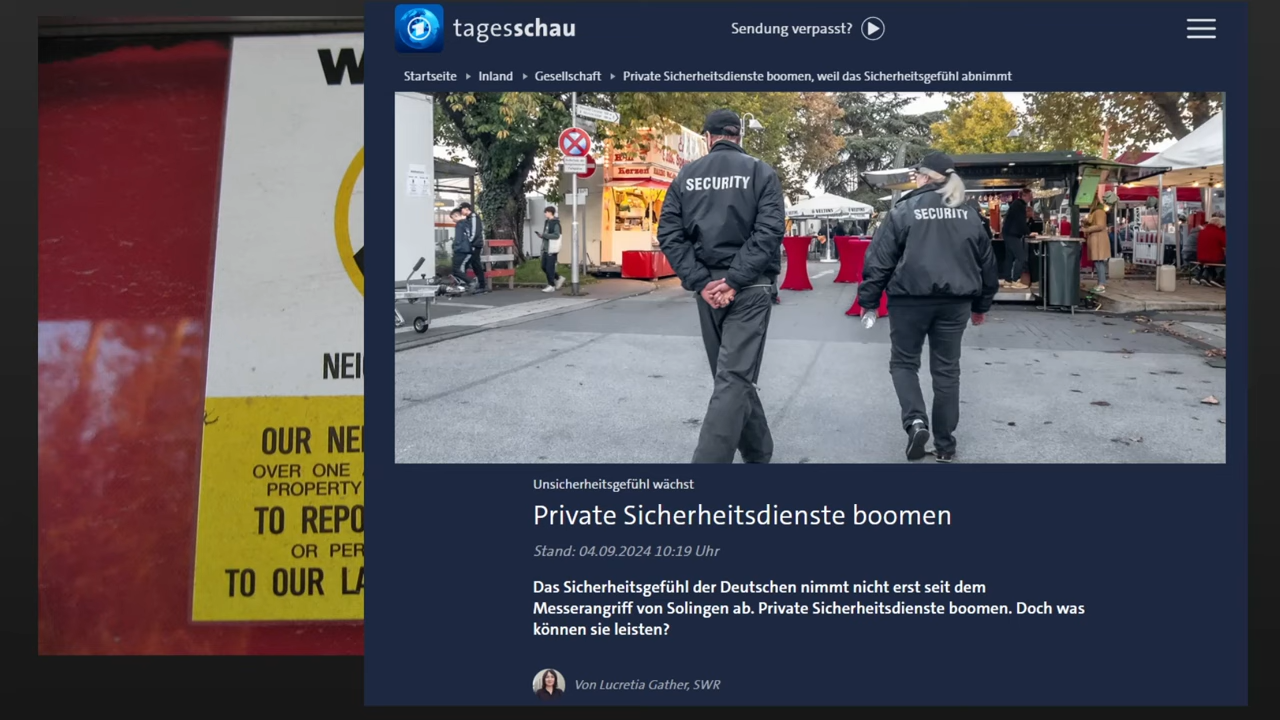 W
NEI
OUR NE
OVER ONE
PROPERTY
TO REPO
OR PER
TO OUR LA
tagesschau
Sendung verpasst?
Startseite Inland Gesellschaft Private Sicherheitsdienste boomen, weil das Sicherheitsgefühl abnimmt
Kerzen
SECURITY
SECURITY
Unsicherheitsgefühl wächst
Private Sicherheitsdienste boomen
Stand: 04.09.2024 10:19 Uhr
Das Sicherheitsgefühl der Deutschen nimmt nicht erst seit dem
Messerangriff von Solingen ab. Private Sicherheitsdienste boomen. Doch was
können sie leisten?
Von Lucretia Gather, SWR